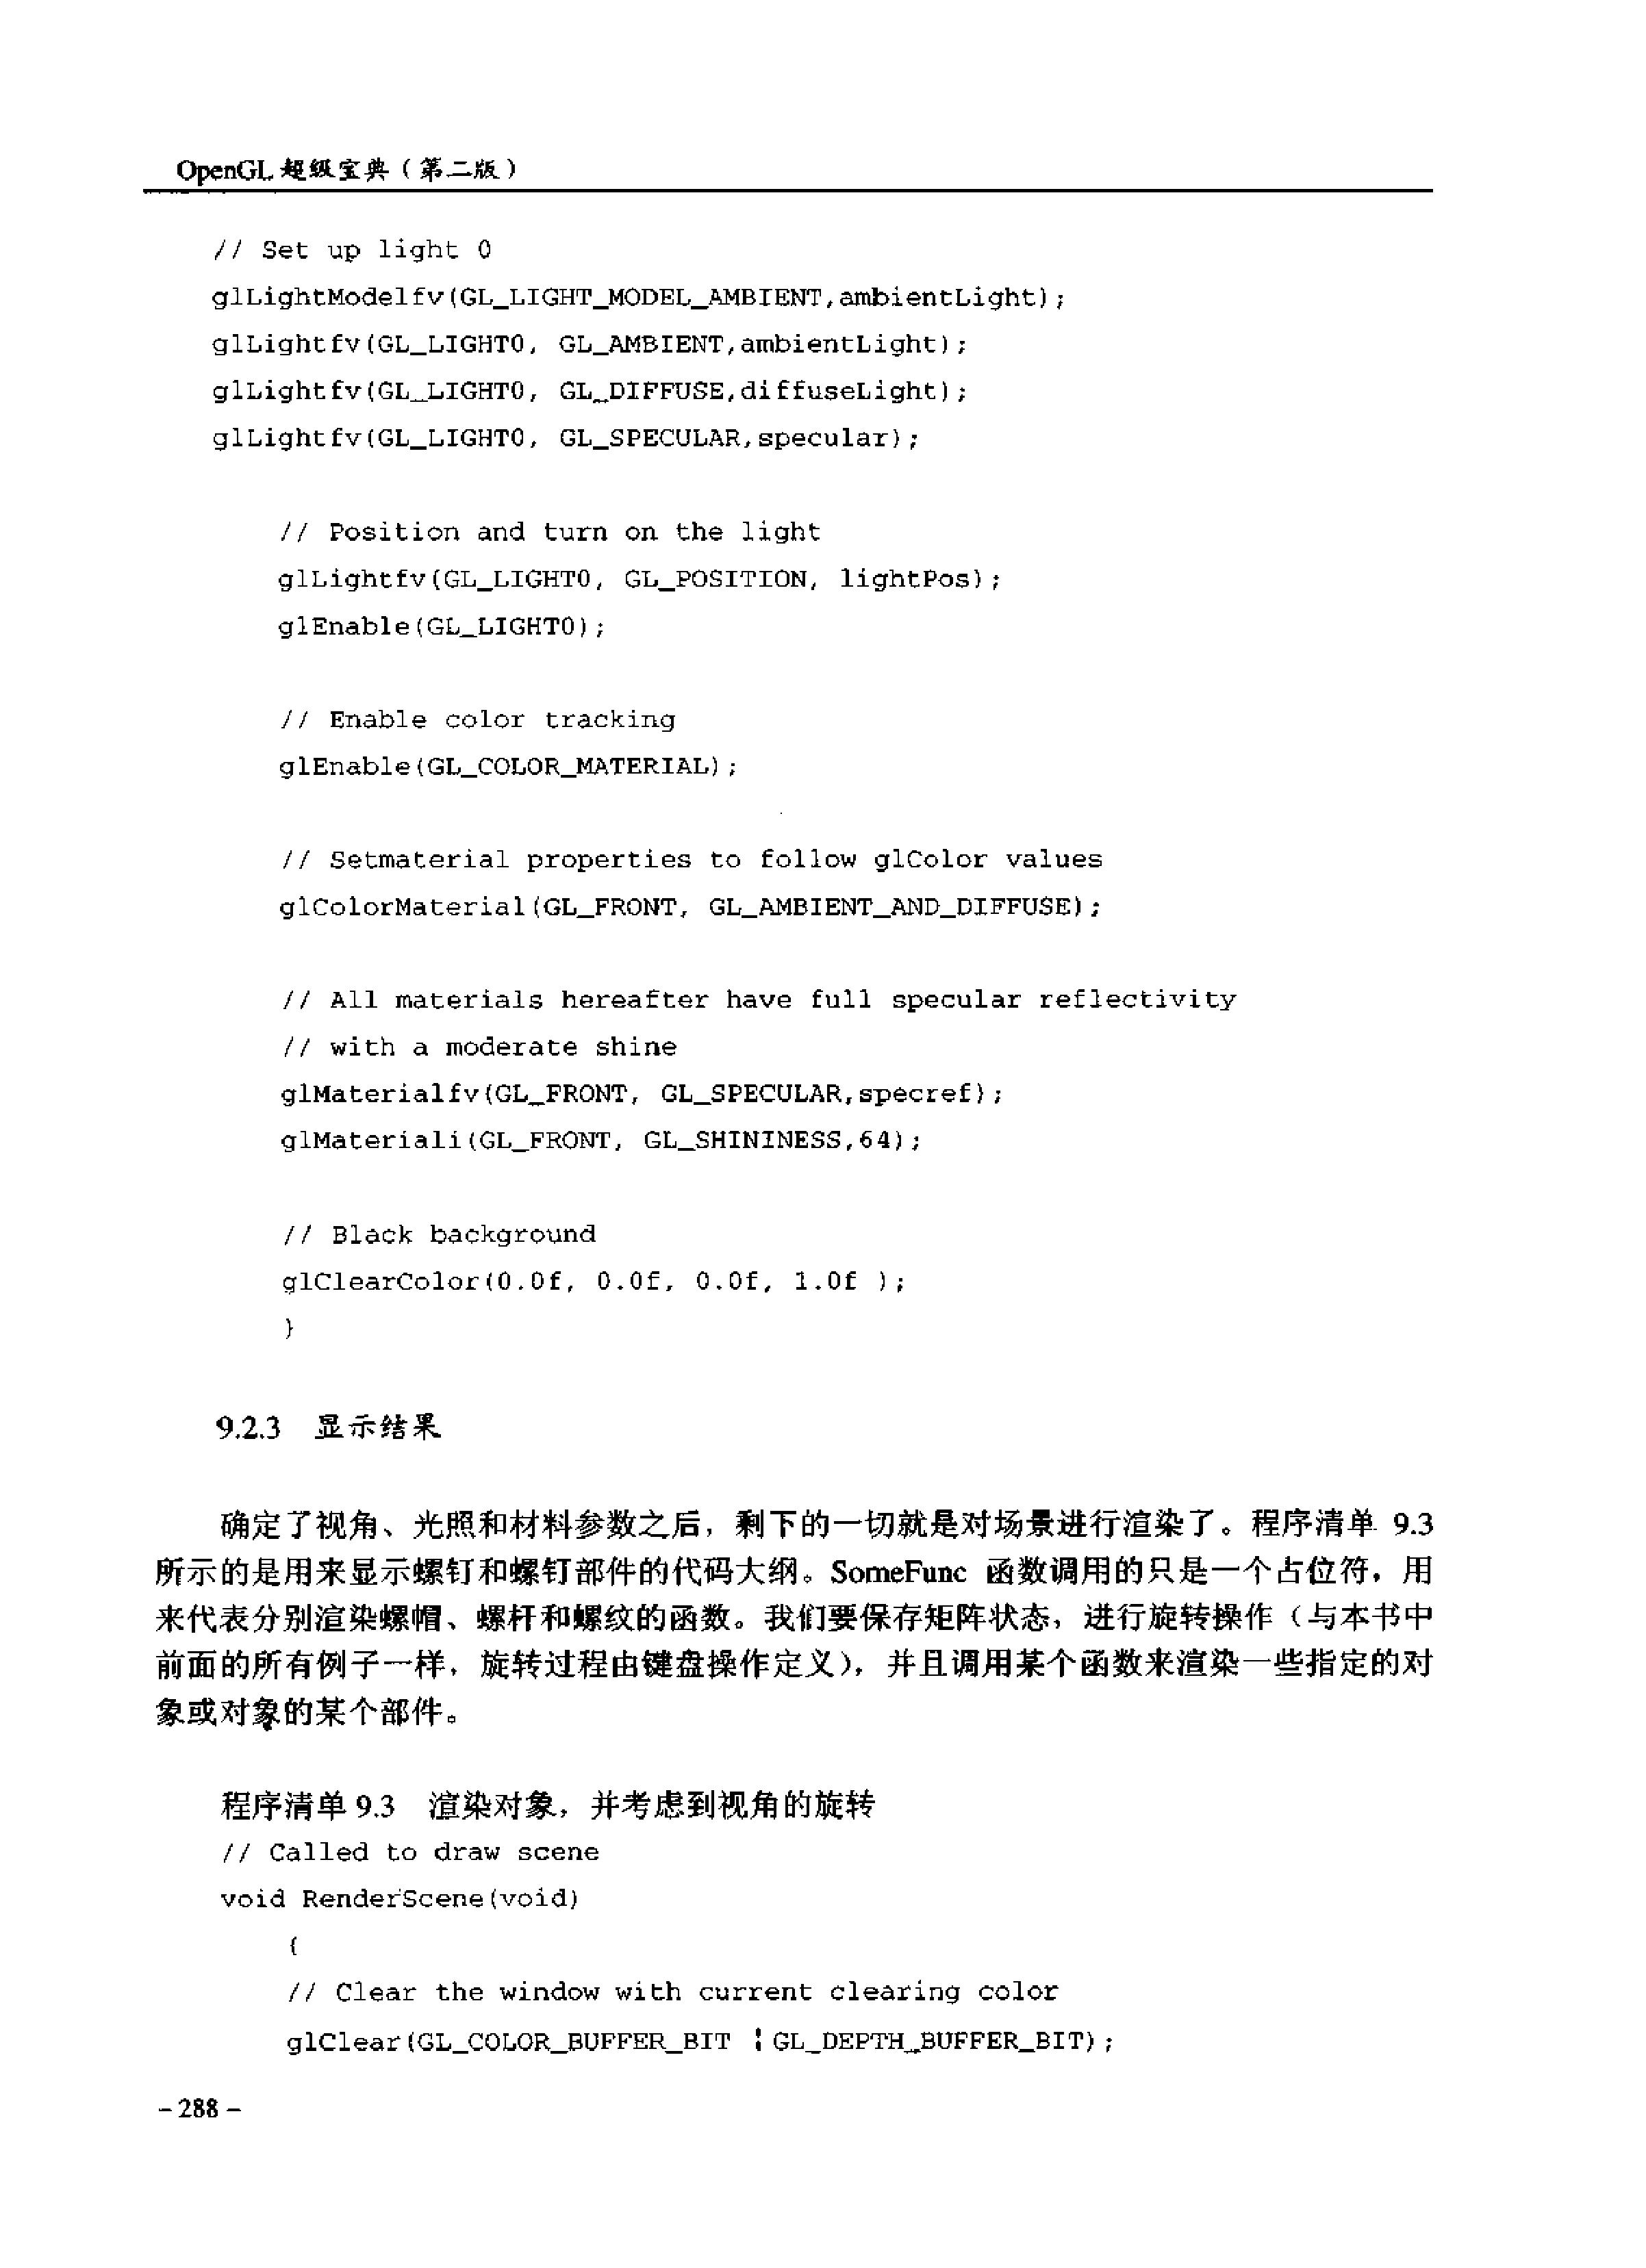 OpenGL 超级宝典（第二版）
// Set up light 0
glLightModelfv(GL_LIGHT_MODEL_AMBIENT,ambientLight);
glLightfv(GL_LIGHT0, GL_AMBIENT,ambientLight);
glLightfv(GL_LIGHT0, GL_DIFFUSE,diffuseLight);
glLightfv(GL_LIGHT0, GL_SPECULAR,specular);
// Position and turn on the light
glLightfv(GL_LIGHT0, GL_POSITION, lightPos);
glEnable(GL_LIGHT0);
// Enable color tracking
glEnable(GL_COLOR_MATERIAL);
// Setmaterial properties to follow glColor values
glColorMaterial(GL_FRONT, GL_AMBIENT_AND_DIFFUSE);
// All materials hereafter have full specular reflectivity
// with a moderate shine
glMaterialfv(GL_FRONT, GL_SPECULAR,specref);
glMateriali(GL_FRONT, GL_SHININESS,64);
// Black background
glClearColor(0.0f, 0.0f, 0.0f, 1.0f );
}
9.2.3 显示结果
确定了视角、光照和材料参数之后，剩下的一切就是对场景进行渲染了。程序清单 9.3
所示的是用来显示螺钉和螺钉部件的代码大纲。SomeFunc 函数调用的只是一个占位符，用
来代表分别渲染螺帽、螺杆和螺纹的函数。我们要保存矩阵状态，进行旋转操作（与本书中
前面的所有例子一样，旋转过程由键盘操作定义），并且调用某个函数来渲染一些指定的对
象或对象的某个部件。
程序清单 9.3 渲染对象，并考虑到视角的旋转
// Called to draw scene
void RenderScene(void)
{
// Clear the window with current clearing color
glClear(GL_COLOR_BUFFER_BIT ¦ GL_DEPTH_BUFFER_BIT);
- 288 -